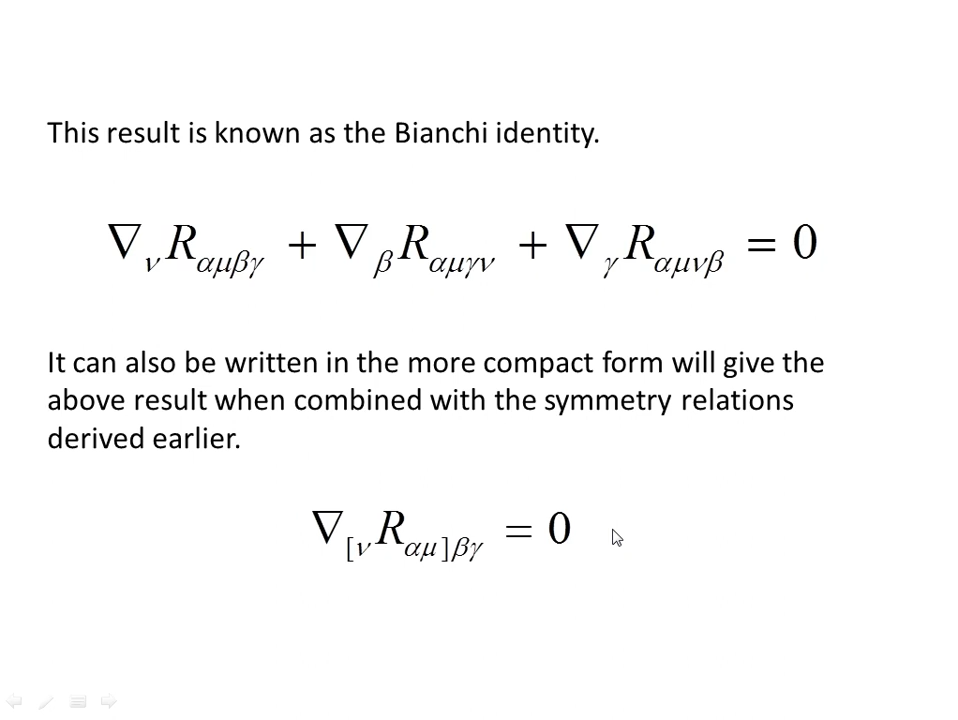 This result is known as the Bianchi identity.
∇_ν R_αμβγ + ∇_β R_αμγν + ∇_γ R_αμνβ = 0
It can also be written in the more compact form will give the
above result when combined with the symmetry relations
derived earlier.
∇_[ν R_αμ]βγ = 0